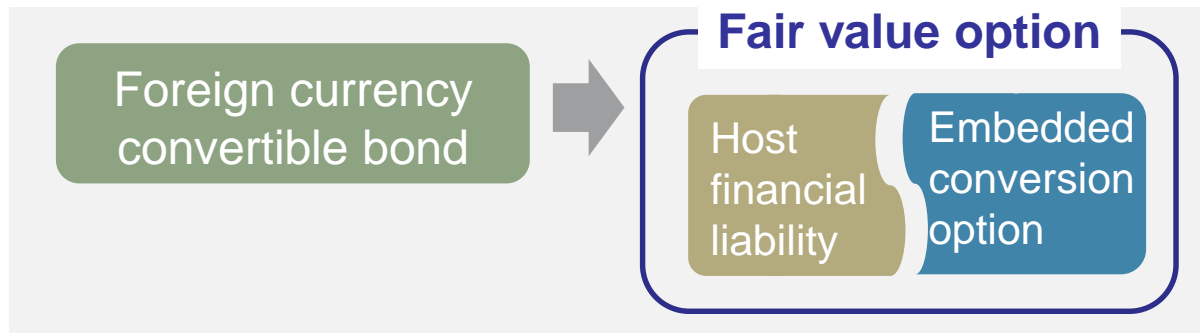 Fair value option
Foreign currency
convertible bond
Host
financial
liability
Embedded
conversion
option